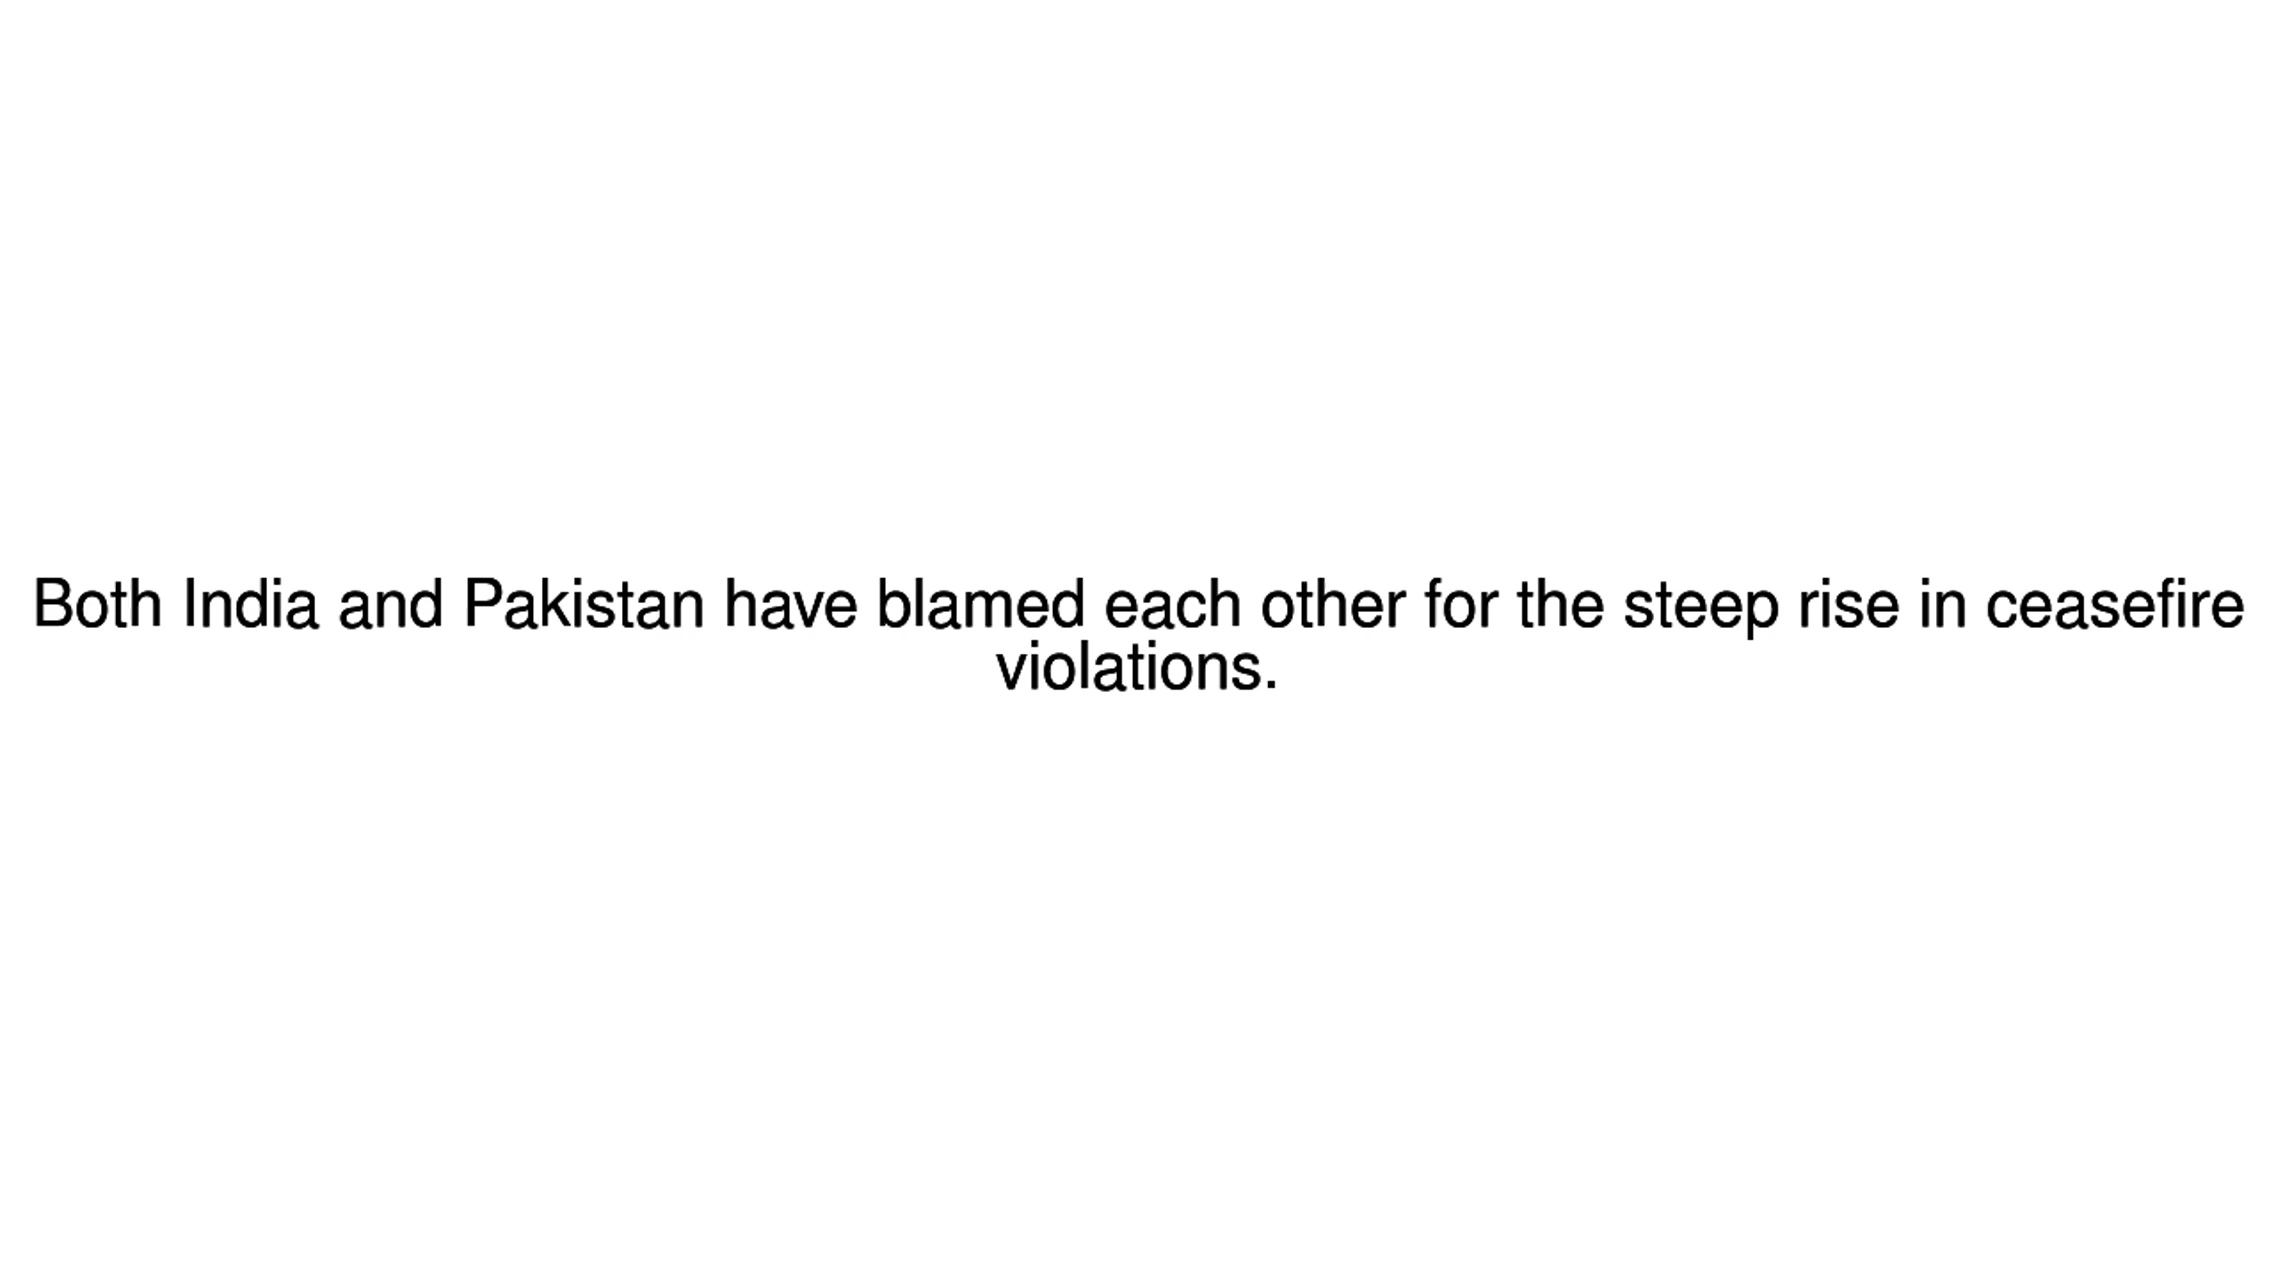 Both India and Pakistan have blamed each other for the steep rise in ceasefire
violations.